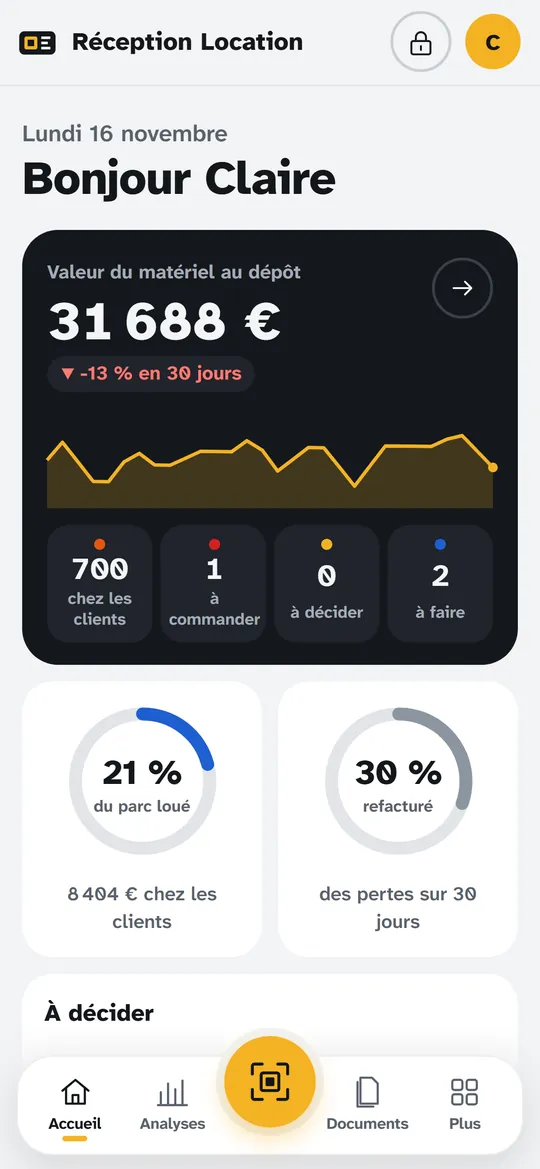 Réception Location
C
Lundi 16 novembre
Bonjour Claire
Valeur du matériel au dépôt
31 688 €
▼ -13 % en 30 jours
700
chez les
clients
1
à
commander
0
à décider
2
à faire
21 %
du parc loué
8 404 € chez les
clients
30 %
refacturé
des pertes sur 30
jours
À décider
Accueil
Analyses
Documents
Plus